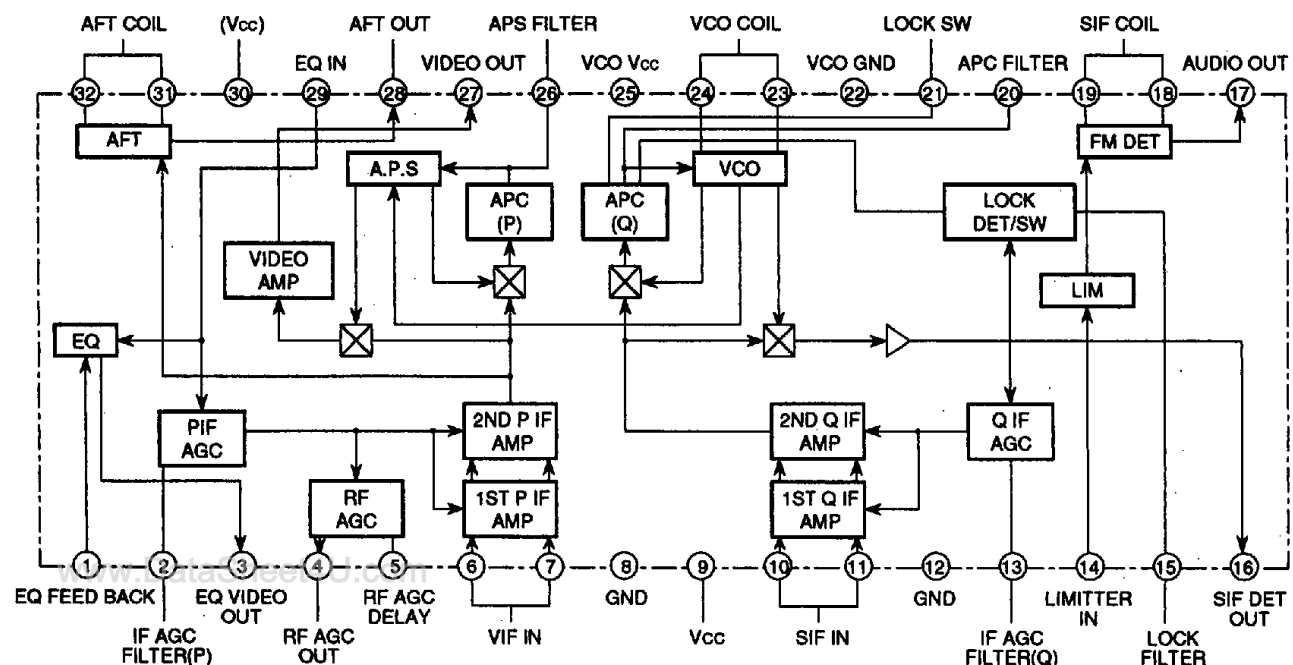 AFT COIL
(Vcc)
AFT OUT
APS FILTER
VCO COIL
LOCK SW
SIF COIL
EQ IN
VIDEO OUT
VCO Vcc
VCO GND
APC FILTER
AUDIO OUT
32 31 30 29 28 27 26 25 24 23 22 21 20 19 18 17
AFT
FM DET
A.P.S
VCO
APC
(P)
APC
(Q)
LOCK
DET/SW
VIDEO
AMP
LIM
EQ
PIF
AGC
2ND P IF
AMP
2ND Q IF
AMP
Q IF
AGC
RF
AGC
1ST P IF
AMP
1ST Q IF
AMP
1 2 3 4 5 6 7 8 9 10 11 12 13 14 15 16
www.DataSheet4U.com
EQ FEED BACK
EQ VIDEO
OUT
RF AGC
DELAY
GND
GND
LIMITTER
IN
SIF DET
OUT
IF AGC
FILTER(P)
RF AGC
OUT
VIF IN
Vcc
SIF IN
IF AGC
FILTER(Q)
LOCK
FILTER